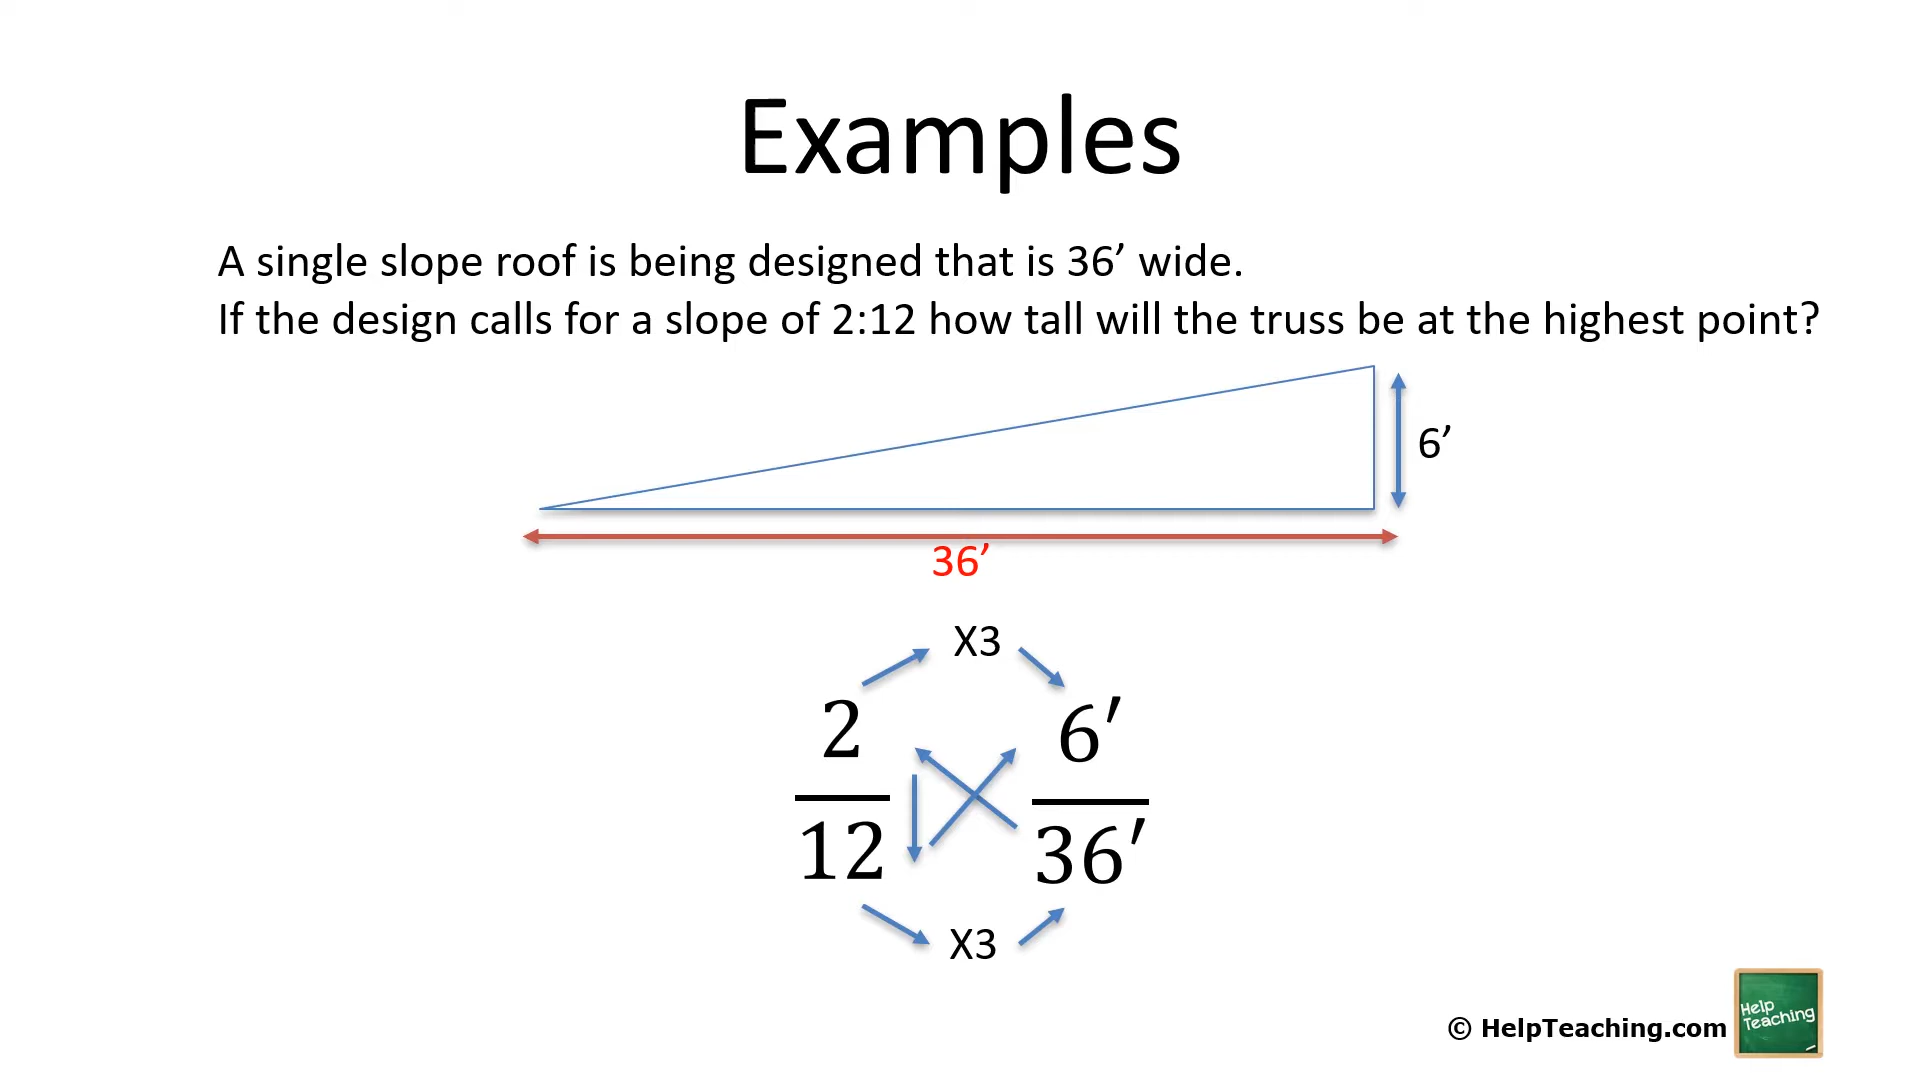 Examples
A single slope roof is being designed that is 36’ wide.
If the design calls for a slope of 2:12 how tall will the truss be at the highest point?
6’
36’
X3
2
12
6′
36′
X3
© HelpTeaching.com
Help
Teaching